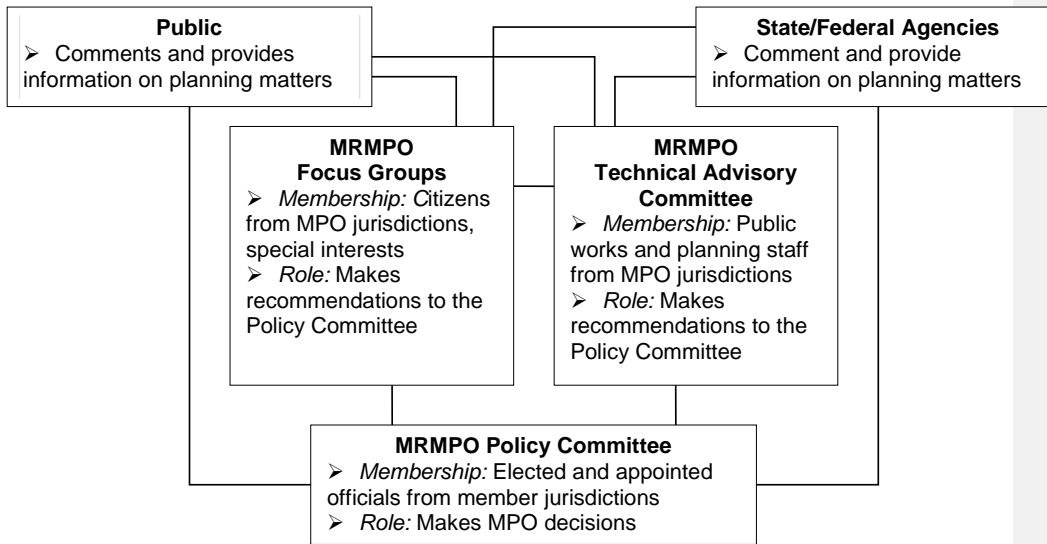 Public
➢ Comments and provides
information on planning matters
State/Federal Agencies
➢ Comment and provide
information on planning matters
MRMPO
Focus Groups
➢ Membership: Citizens
from MPO jurisdictions,
special interests
➢ Role: Makes
recommendations to the
Policy Committee
MRMPO
Technical Advisory
Committee
➢ Membership: Public
works and planning staff
from MPO jurisdictions
➢ Role: Makes
recommendations to the
Policy Committee
MRMPO Policy Committee
➢ Membership: Elected and appointed
officials from member jurisdictions
➢ Role: Makes MPO decisions